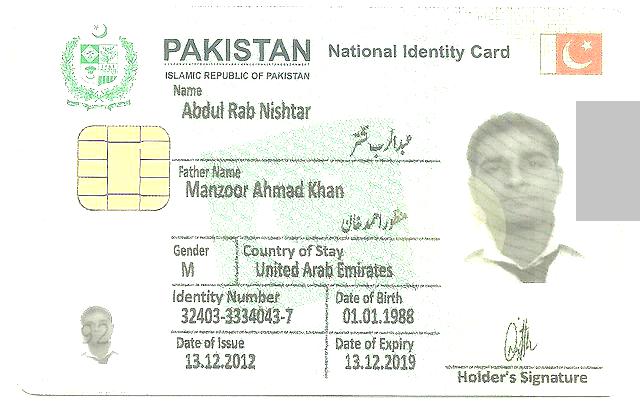 PAKISTAN National Identity Card
ISLAMIC REPUBLIC OF PAKISTAN
Name
Abdul Rab Nishtar
عبدالرب نشتر
Father Name
Manzoor Ahmad Khan
منظور احمد خان
Gender
M
Country of Stay
United Arab Emirates
Identity Number
32403-3334043-7
Date of Birth
01.01.1988
Date of Issue
13.12.2012
Date of Expiry
13.12.2019
Holder's Signature